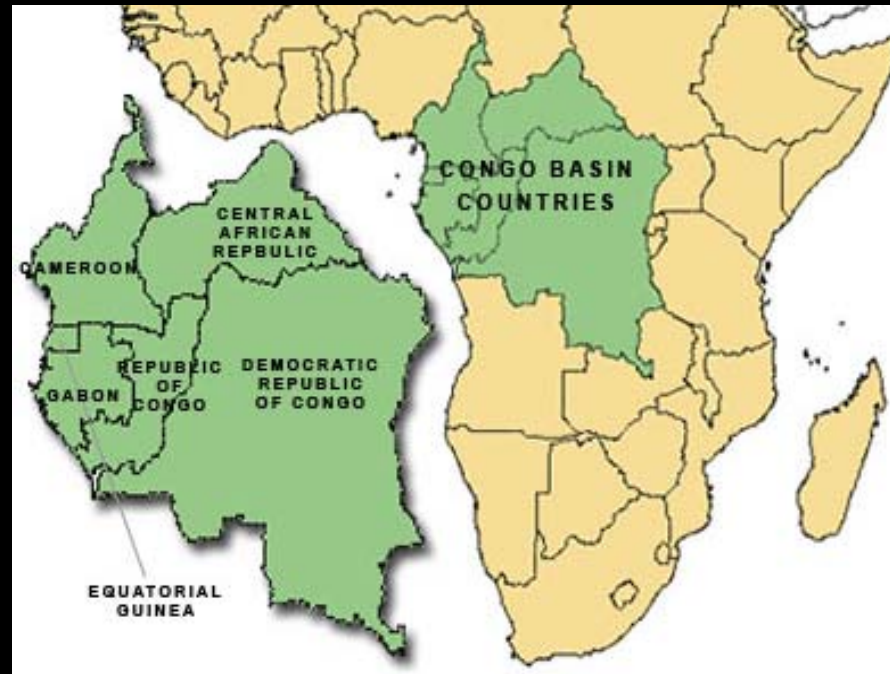 CONGO BASIN
COUNTRIES
CENTRAL
AFRICAN
REPBULIC
CAMEROON
REPUBLIC
OF
CONGO
DEMOCRATIC
REPUBLIC
OF CONGO
GABON
EQUATORIAL
GUINEA